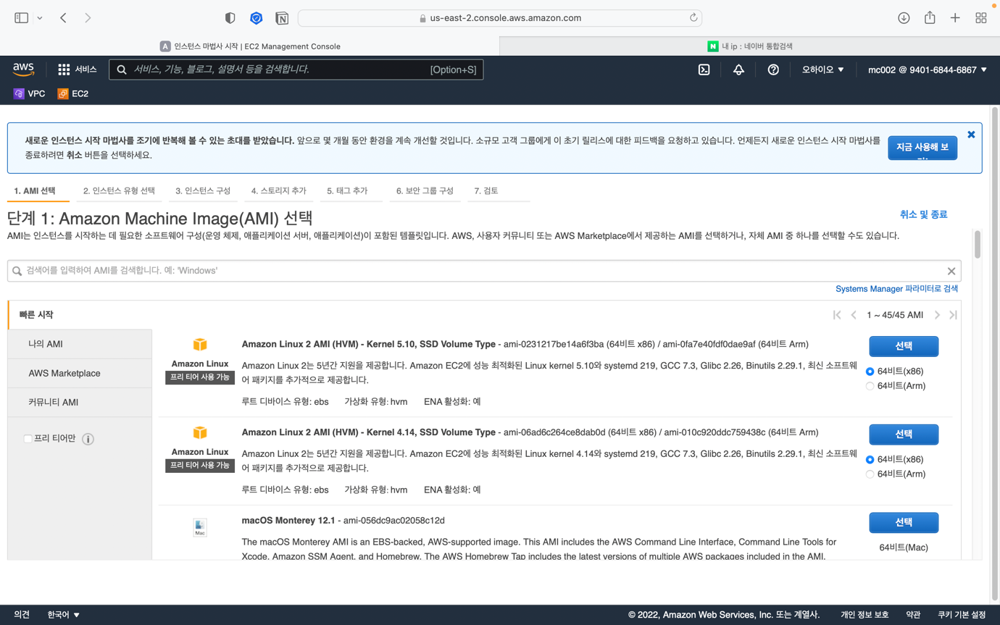 us-east-2.console.aws.amazon.com
A 인스턴스 마법사 시작 | EC2 Management Console
N 내 ip : 네이버 통합검색
aws 서비스 서비스, 기능, 블로그, 설명서 등을 검색합니다. [Option+S] 오하이오 ▼ mc002 @ 9401-6844-6867 ▼
VPC EC2
새로운 인스턴스 시작 마법사를 조기에 반복해 볼 수 있는 초대를 받았습니다. 앞으로 몇 개월 동안 환경을 계속 개선할 것입니다. 소규모 고객 그룹에게 이 초기 릴리스에 대한 피드백을 요청하고 있습니다. 언제든지 새로운 인스턴스 시작 마법사를
종료하려면 취소 버튼을 선택하세요.
지금 사용해 보
1. AMI 선택 2. 인스턴스 유형 선택 3. 인스턴스 구성 4. 스토리지 추가 5. 태그 추가 6. 보안 그룹 구성 7. 검토
단계 1: Amazon Machine Image(AMI) 선택
취소 및 종료
AMI는 인스턴스를 시작하는 데 필요한 소프트웨어 구성(운영 체제, 애플리케이션 서버, 애플리케이션)이 포함된 템플릿입니다. AWS, 사용자 커뮤니티 또는 AWS Marketplace에서 제공하는 AMI를 선택하거나, 자체 AMI 중 하나를 선택할 수도 있습니다.
검색어를 입력하여 AMI를 검색합니다. 예: 'Windows'
Systems Manager 파라미터로 검색
빠른 시작
1 ~ 45/45 AMI
나의 AMI
AWS Marketplace
커뮤니티 AMI
프리 티어만
Amazon Linux
프리 티어 사용 가능
Amazon Linux 2 AMI (HVM) - Kernel 5.10, SSD Volume Type - ami-0231217be14a6f3ba (64비트 x86) / ami-0fa7e40fdf0dae9af (64비트 Arm)
Amazon Linux 2는 5년간 지원을 제공합니다. Amazon EC2에 성능 최적화된 Linux kernel 5.10와 systemd 219, GCC 7.3, Glibc 2.26, Binutils 2.29.1, 최신 소프트웨
어 패키지를 추가적으로 제공합니다.
루트 디바이스 유형: ebs 가상화 유형: hvm ENA 활성화: 예
선택
64비트(x86)
64비트(Arm)
Amazon Linux
프리 티어 사용 가능
Amazon Linux 2 AMI (HVM) - Kernel 4.14, SSD Volume Type - ami-06ad6c264ce8dab0d (64비트 x86) / ami-010c920ddc759438c (64비트 Arm)
Amazon Linux 2는 5년간 지원을 제공합니다. Amazon EC2에 성능 최적화된 Linux kernel 4.14와 systemd 219, GCC 7.3, Glibc 2.26, Binutils 2.29.1, 최신 소프트웨
어 패키지를 추가적으로 제공합니다.
루트 디바이스 유형: ebs 가상화 유형: hvm ENA 활성화: 예
선택
64비트(x86)
64비트(Arm)
Mac
macOS Monterey 12.1 - ami-056dc9ac02058c12d
The macOS Monterey AMI is an EBS-backed, AWS-supported image. This AMI includes the AWS Command Line Interface, Command Line Tools for
Xcode, Amazon SSM Agent, and Homebrew. The AWS Homebrew Tap includes the latest versions of multiple AWS packages included in the AMI.
선택
64비트(Mac)
의견 한국어 ▼ © 2022, Amazon Web Services, Inc. 또는 계열사. 개인 정보 보호 약관 쿠키 기본 설정